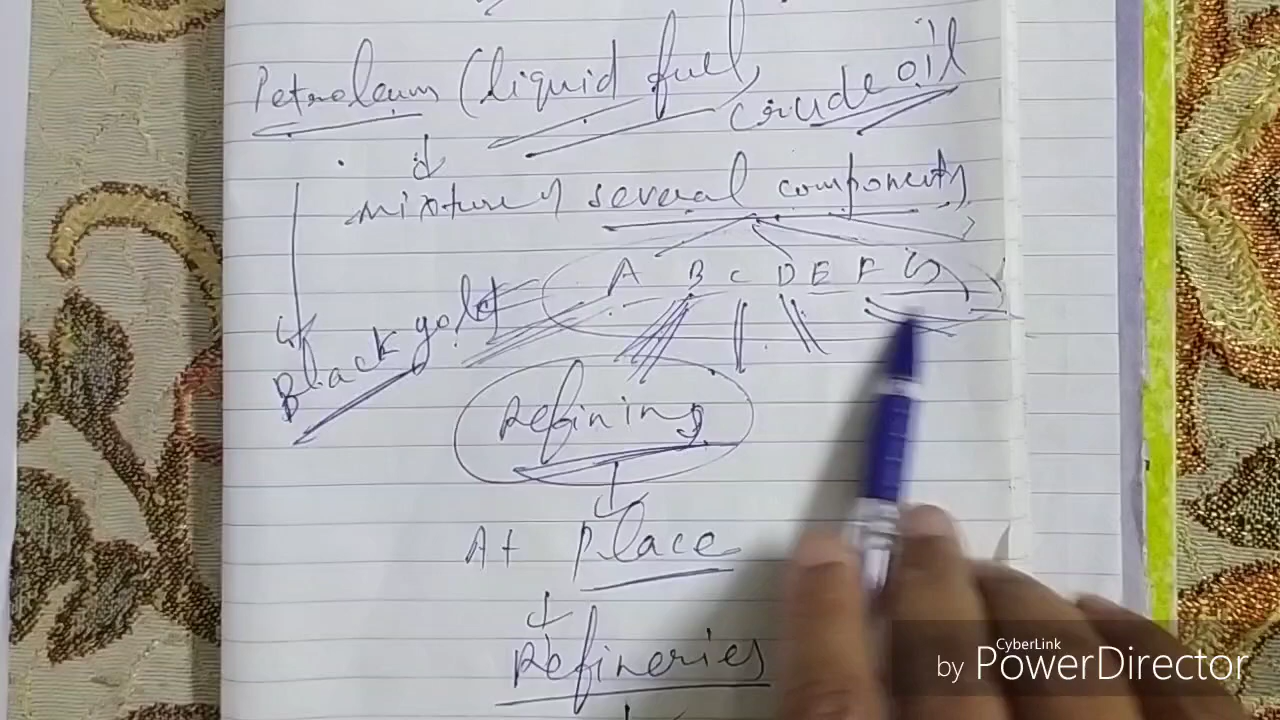 Petroleum (liquid fuel,
crude oil
mixture of several components
A B C D E F G
Black gold
Refining
At place
Refineries
CyberLink
by PowerDirector